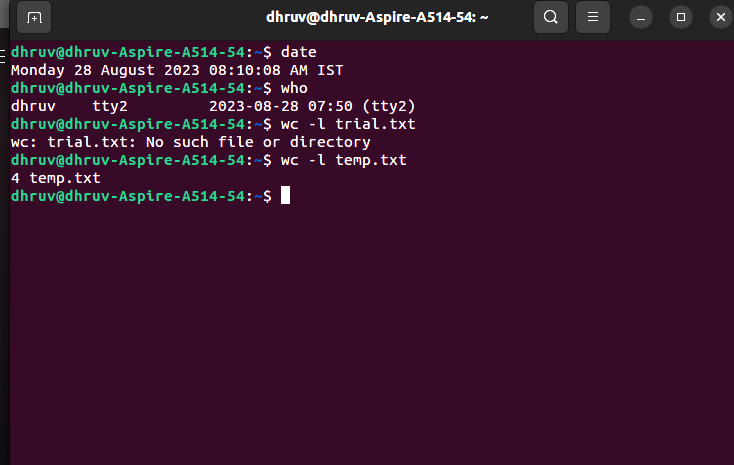 dhruv@dhruv-Aspire-A514-54: ~
dhruv@dhruv-Aspire-A514-54:~$ date
Monday 28 August 2023 08:10:08 AM IST
dhruv@dhruv-Aspire-A514-54:~$ who
dhruv    tty2         2023-08-28 07:50 (tty2)
dhruv@dhruv-Aspire-A514-54:~$ wc -l trial.txt
wc: trial.txt: No such file or directory
dhruv@dhruv-Aspire-A514-54:~$ wc -l temp.txt
4 temp.txt
dhruv@dhruv-Aspire-A514-54:~$